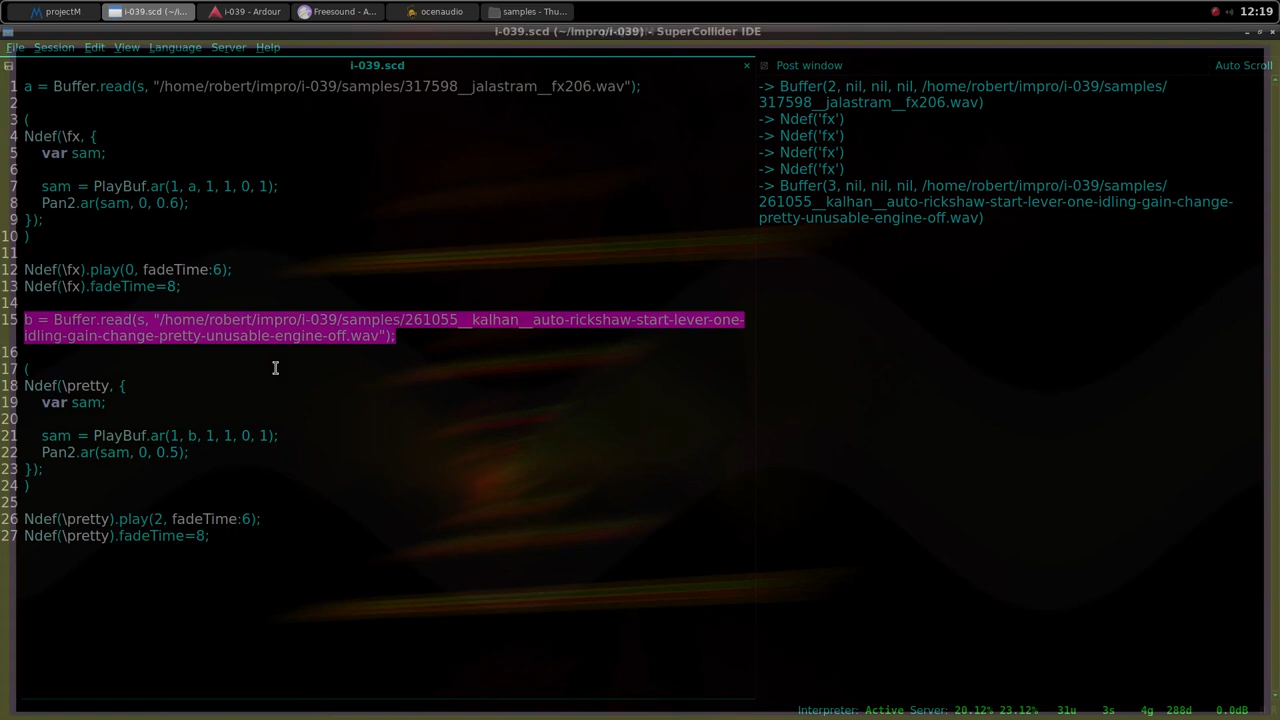 projectM
i-039.scd (~/i...
i-039 - Ardour
Freesound - A...
ocenaudio
samples - Thu...
12:19
i-039.scd (~/impro/i-039) - SuperCollider IDE
File Session Edit View Language Server Help
i-039.scd
Post window
Auto Scroll
1 a = Buffer.read(s, "/home/robert/impro/i-039/samples/317598__jalastram__fx206.wav");
2
3 (
4 Ndef(\fx, {
5 var sam;
6
7 sam = PlayBuf.ar(1, a, 1, 1, 0, 1);
8 Pan2.ar(sam, 0, 0.6);
9 });
10 )
11
12 Ndef(\fx).play(0, fadeTime:6);
13 Ndef(\fx).fadeTime=8;
14
15 b = Buffer.read(s, "/home/robert/impro/i-039/samples/261055__kalhan__auto-rickshaw-start-lever-one-
idling-gain-change-pretty-unusable-engine-off.wav");
16
17 (
18 Ndef(\pretty, {
19 var sam;
20
21 sam = PlayBuf.ar(1, b, 1, 1, 0, 1);
22 Pan2.ar(sam, 0, 0.5);
23 });
24 )
25
26 Ndef(\pretty).play(2, fadeTime:6);
27 Ndef(\pretty).fadeTime=8;
-> Buffer(2, nil, nil, nil, /home/robert/impro/i-039/samples/
317598__jalastram__fx206.wav)
-> Ndef('fx')
-> Ndef('fx')
-> Ndef('fx')
-> Ndef('fx')
-> Buffer(3, nil, nil, nil, /home/robert/impro/i-039/samples/
261055__kalhan__auto-rickshaw-start-lever-one-idling-gain-change-
pretty-unusable-engine-off.wav)
Interpreter: Active Server: 20.12% 23.12% 31u 3s 4g 288d 0.0dB